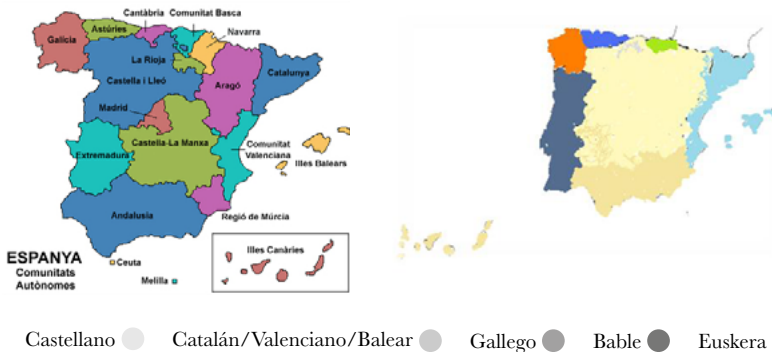 Cantàbria
Comunitat Basca
Astúries
Navarra
Galícia
La Rioja
Catalunya
Castella i Lleó
Aragó
Madrid
Castella-La Manxa
Comunitat
Valenciana
Illes Balears
Extremadura
Andalusia
Regió de Múrcia
ESPANYA
Comunitats
Autònomes
Ceuta
Melilla
Illes Canàries
Castellano Catalán/Valenciano/Balear Gallego Bable Euskera